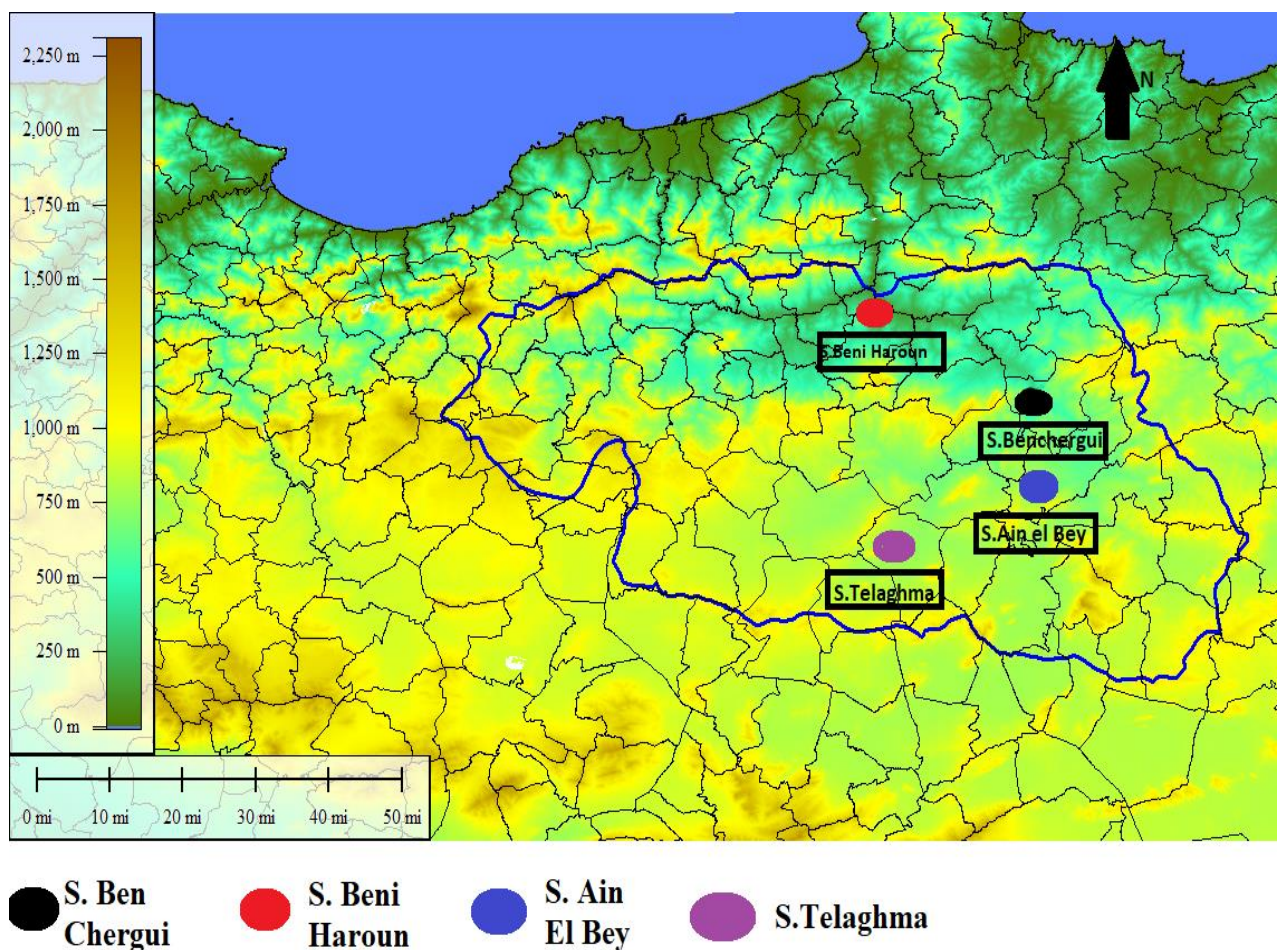 2,250 m
2,000 m
1,750 m
1,500 m
1,250 m
1,000 m
750 m
500 m
250 m
0 m
N
S.Beni Haroun
S.Benchergui
S.Ain el Bey
S.Telaghma
0 mi 10 mi 20 mi 30 mi 40 mi 50 mi
S. Ben
Chergui
S. Beni
Haroun
S. Ain
El Bey
S.Telaghma